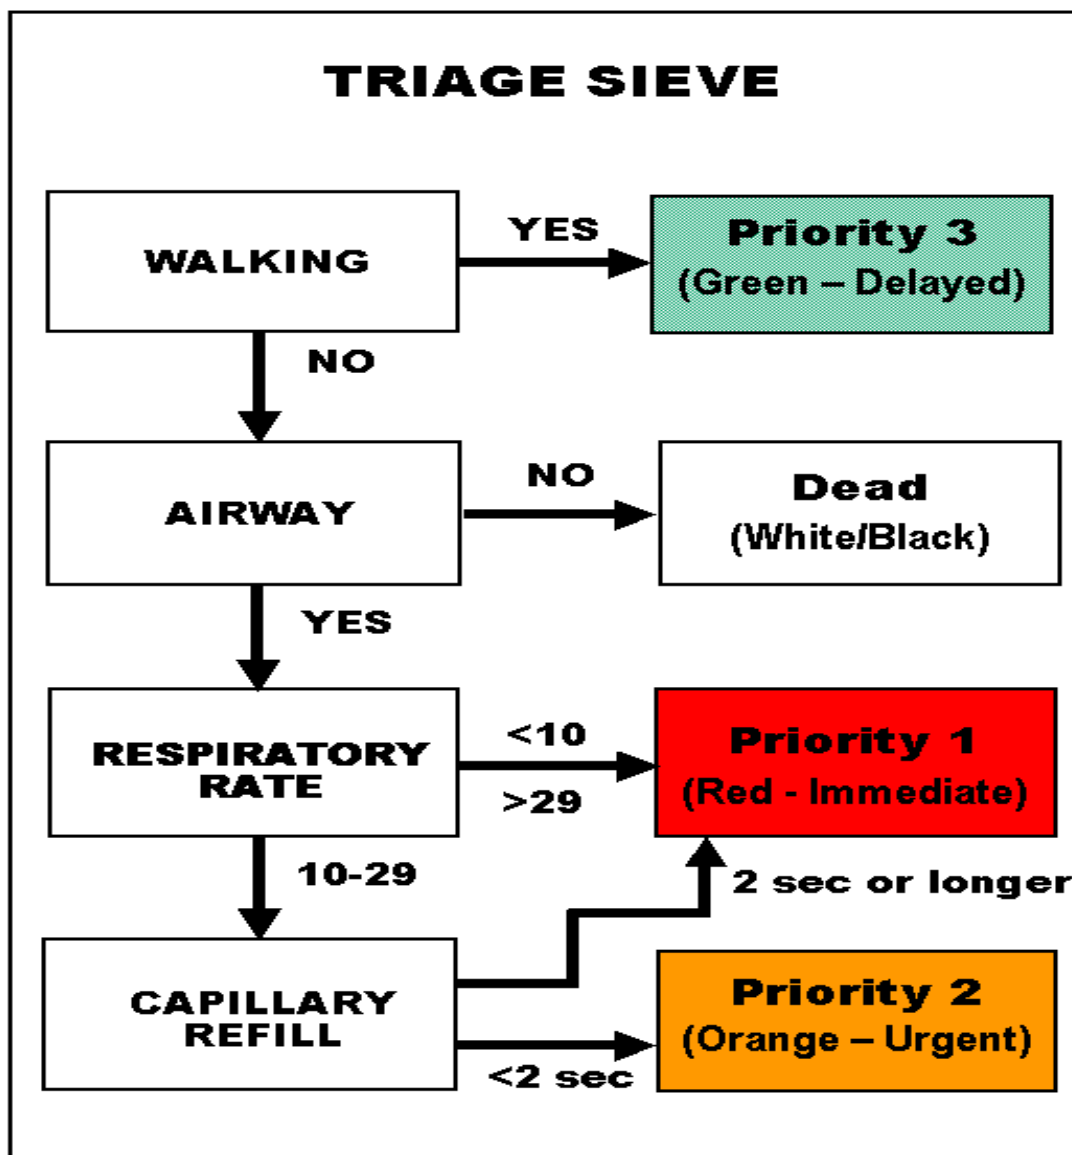 TRIAGE SIEVE
WALKING
YES
Priority 3
(Green – Delayed)
NO
AIRWAY
NO
Dead
(White/Black)
YES
RESPIRATORY
RATE
<10
>29
Priority 1
(Red - Immediate)
10-29
2 sec or longer
CAPILLARY
REFILL
<2 sec
Priority 2
(Orange – Urgent)